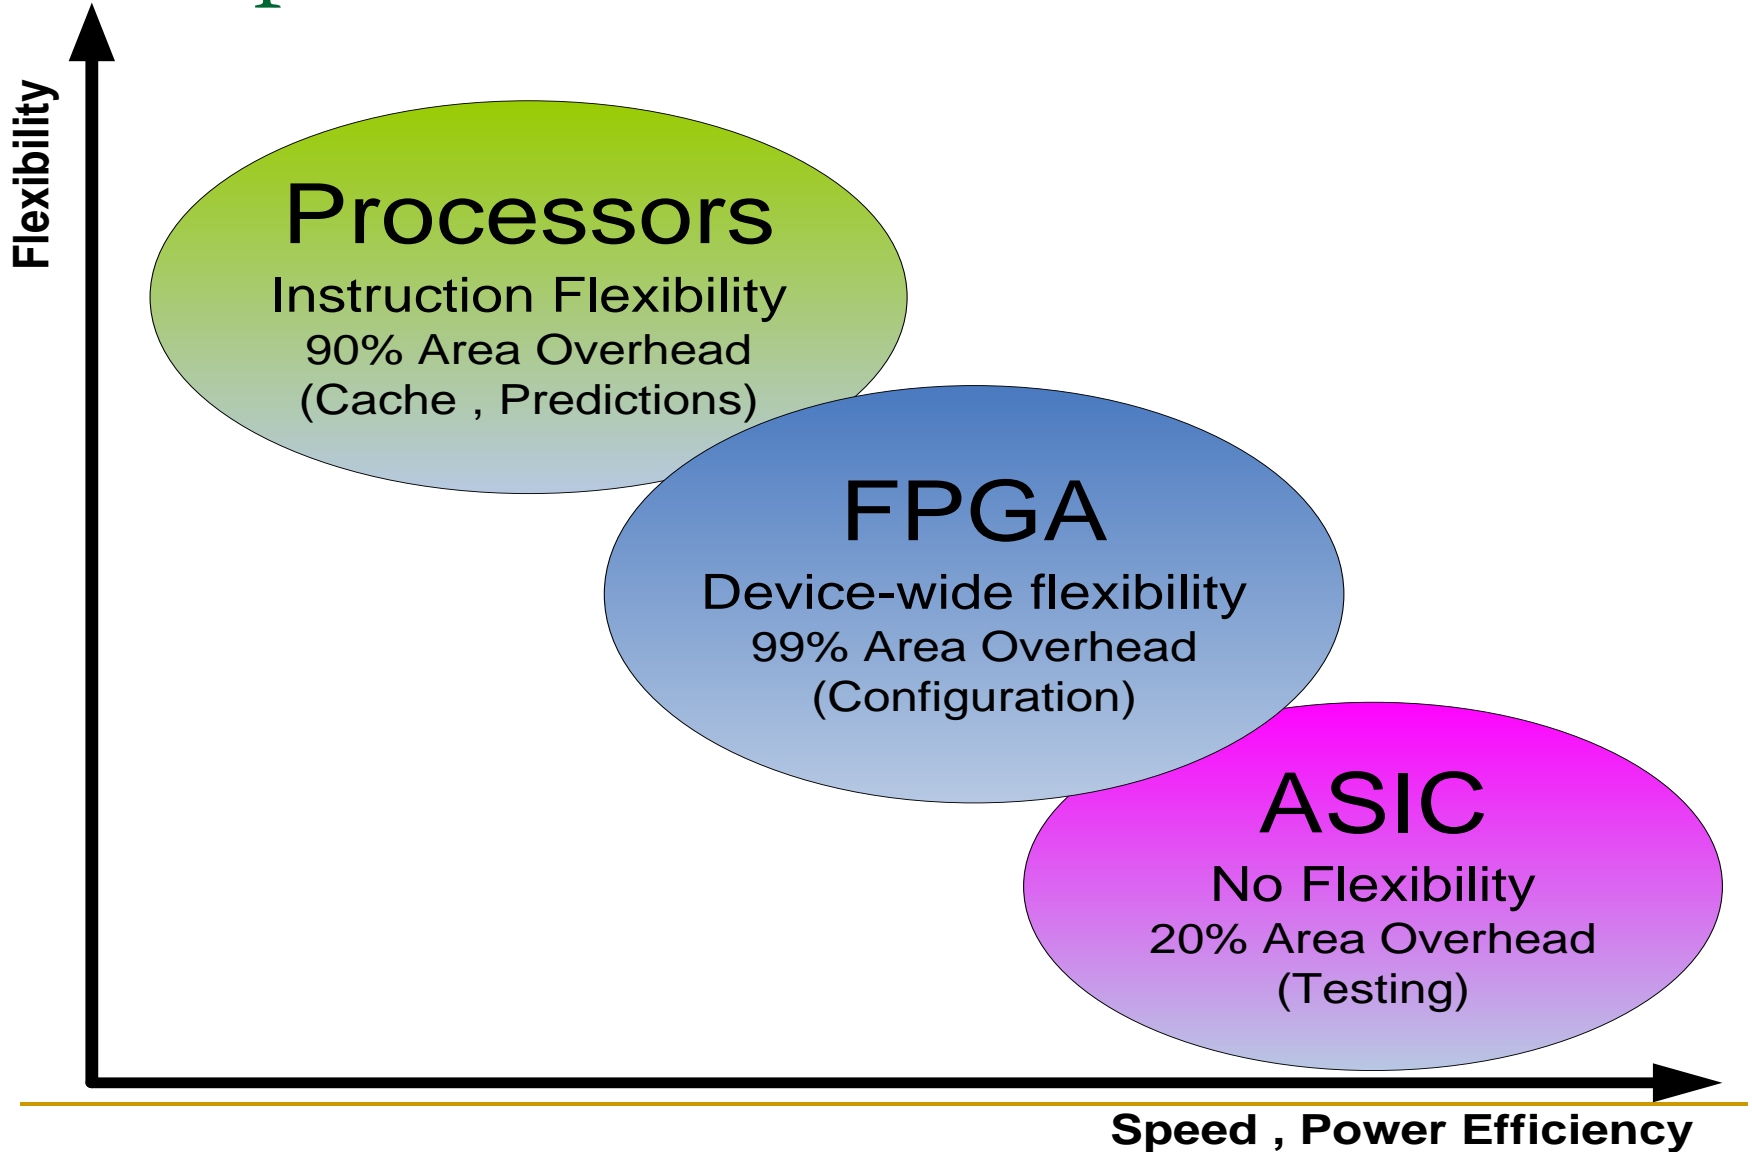 Flexibility
Processors
Instruction Flexibility
90% Area Overhead
(Cache , Predictions)
FPGA
Device-wide flexibility
99% Area Overhead
(Configuration)
ASIC
No Flexibility
20% Area Overhead
(Testing)
Speed , Power Efficiency